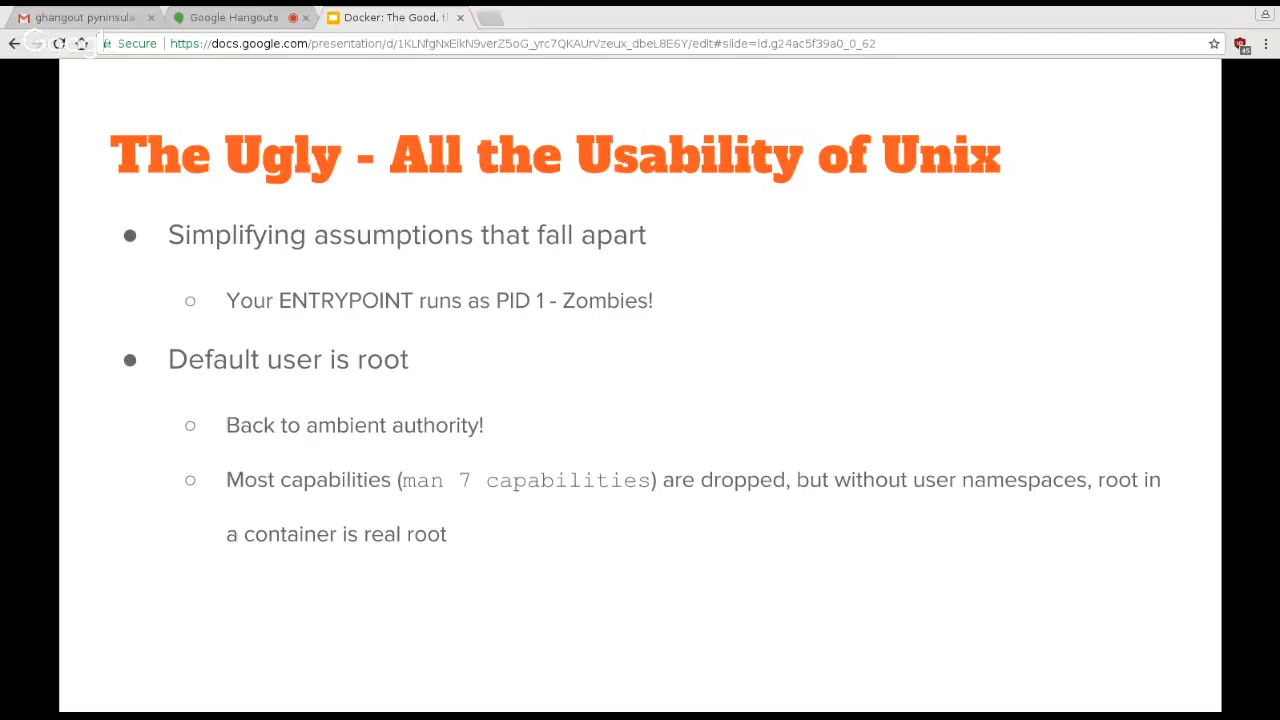 ghangout pyninsula
Google Hangouts
Docker: The Good, t
Secure
https://docs.google.com/presentation/d/1KLNfgNxEikN9verZ5oG_yrc7QKAUrVzeux_dbeL8E6Y/edit#slide=id.g24ac5f39a0_0_62
45
The Ugly - All the Usability of Unix
● Simplifying assumptions that fall apart
○ Your ENTRYPOINT runs as PID 1 - Zombies!
● Default user is root
○ Back to ambient authority!
○ Most capabilities (man 7 capabilities) are dropped, but without user namespaces, root in
a container is real root